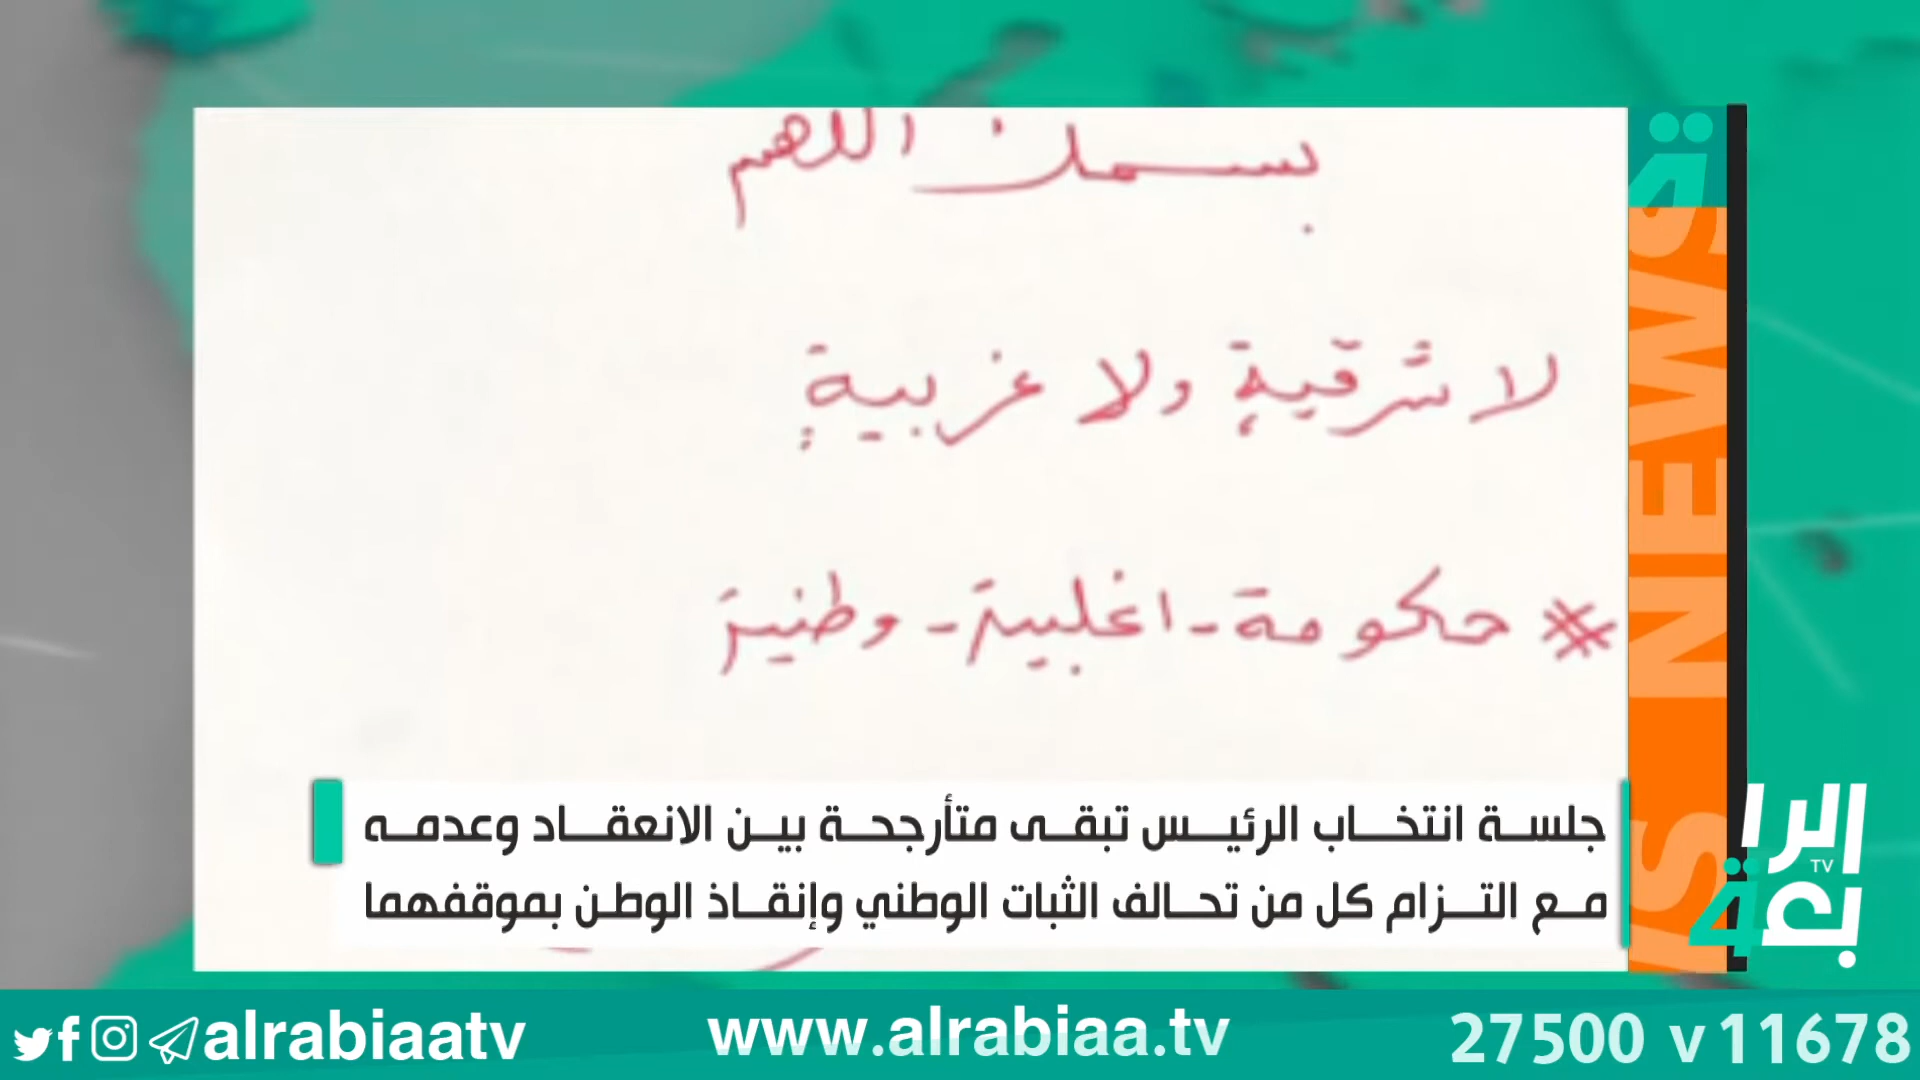 بسمك اللهم
لا شرقيةٍ ولا غربيةٍ
# حكومة - اغلبية - وطنية
جلسة انتخاب الرئيس تبقى متأرجحة بين الانعقاد وعدمه
مع التزام كل من تحالف الثبات الوطني وإنقاذ الوطن بموقفهما
NEWS
الرابعة
TV
alrabiaatv
www.alrabiaa.tv
27500 v 11678